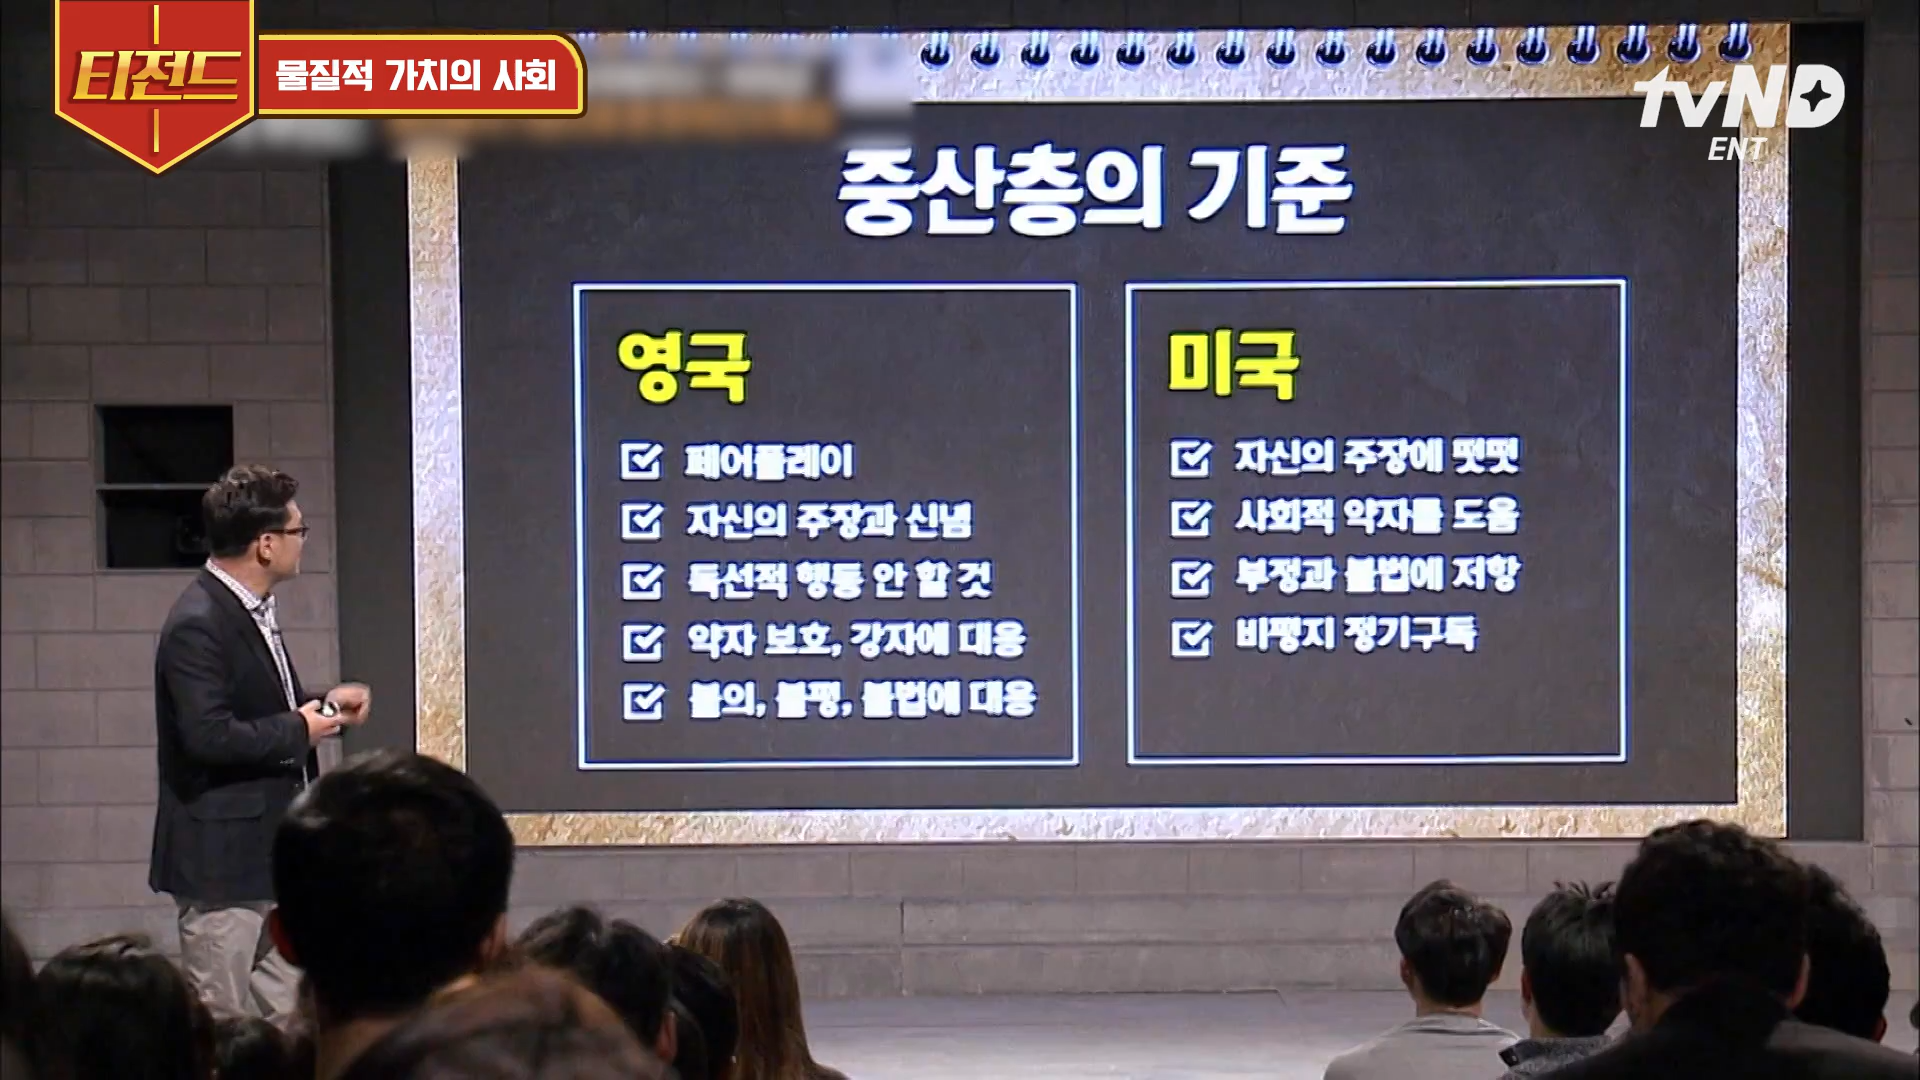 티전드
물질적 가치의 사회
tvND
ENT
중산층의 기준
영국
페어플레이
자신의 주장과 신념
독선적 행동 안 할 것
약자 보호, 강자에 대응
불의, 불평, 불법에 대응
미국
자신의 주장에 떳떳
사회적 약자를 도움
부정과 불법에 저항
비평지 정기구독